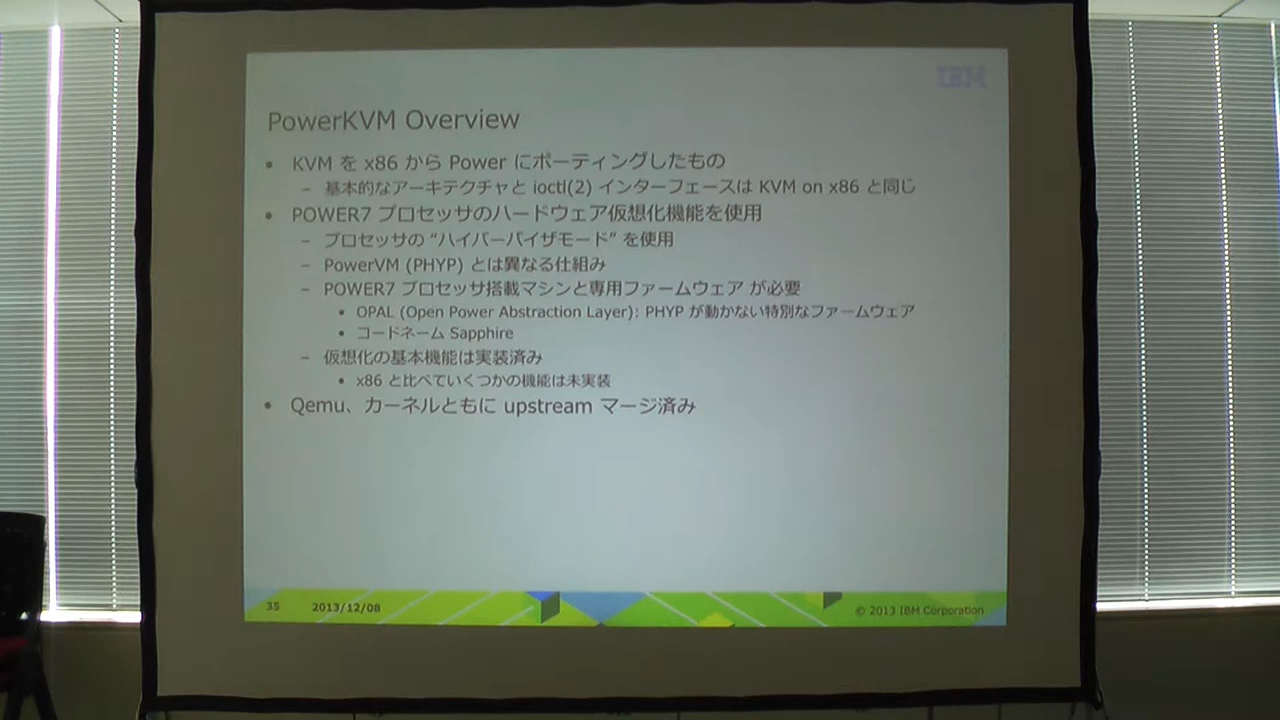 IBM
PowerKVM Overview
• KVM を x86 から Power にポーティングしたもの
– 基本的なアーキテクチャと ioctl(2) インターフェースは KVM on x86 と同じ
• POWER7 プロセッサのハードウェア仮想化機能を使用
– プロセッサの “ハイパーバイザモード” を使用
– PowerVM (PHYP) とは異なる仕組み
– POWER7 プロセッサ搭載マシンと専用ファームウェア が必要
• OPAL (Open Power Abstraction Layer): PHYP が動かない特別なファームウェア
• コードネーム Sapphire
– 仮想化の基本機能は実装済み
• x86 と比べていくつかの機能は未実装
• Qemu、カーネルともに upstream マージ済み
35 2013/12/08 © 2013 IBM Corporation